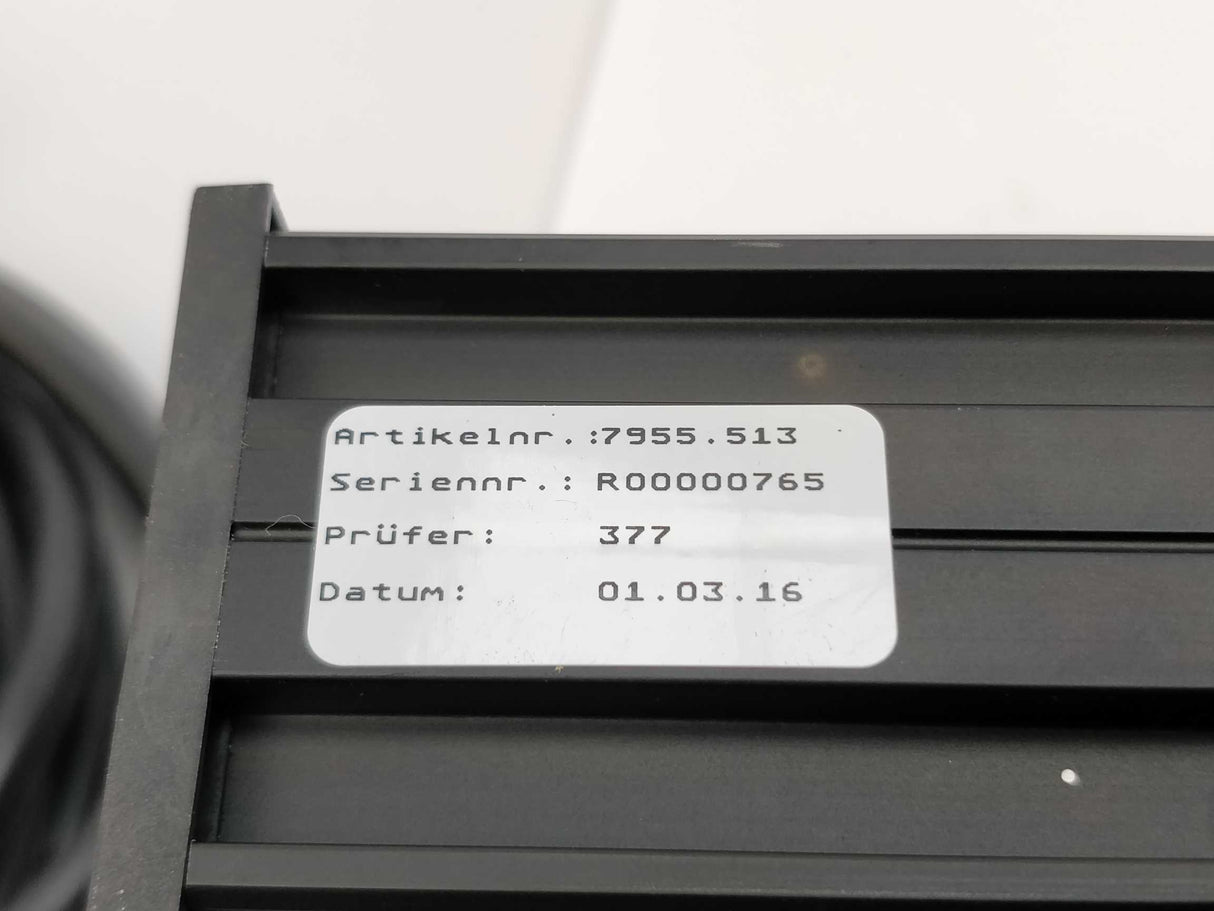 Artikelnr.:7955.513
Seriennr.: R00000765
Prüfer: 377
Datum: 01.03.16